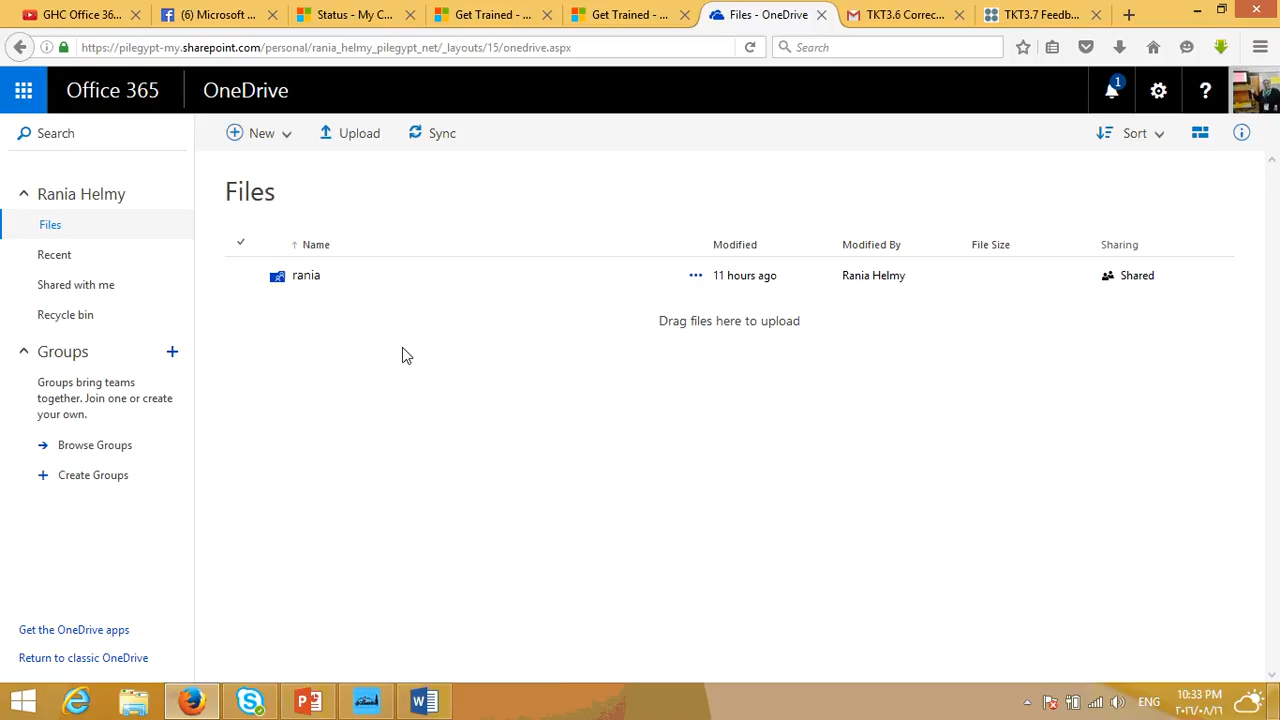 GHC Office 36...
(6) Microsoft
Status - My C...
Get Trained - ...
Get Trained - ...
Files - OneDrive
TKT3.6 Correc...
TKT3.7 Feedb...
https://pilegypt-my.sharepoint.com/personal/rania_helmy_pilegypt_net/_layouts/15/onedrive.aspx
Search
Office 365
OneDrive
1
?
Search
New
Upload
Sync
Sort
Rania Helmy
Files
Recent
Shared with me
Recycle bin
Groups
Groups bring teams
together. Join one or create
your own.
Browse Groups
Create Groups
Get the OneDrive apps
Return to classic OneDrive
Files
Name
Modified
Modified By
File Size
Sharing
rania
11 hours ago
Rania Helmy
Shared
Drag files here to upload
ENG
10:33 PM